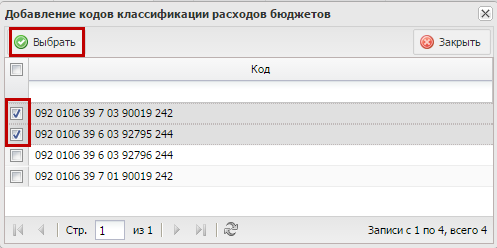 Добавление кодов классификации расходов бюджетов
Выбрать Закрыть
Код
092 0106 39 7 03 90019 242
092 0106 39 6 03 92795 244
092 0106 39 6 03 92796 244
092 0106 39 7 01 90019 242
Стр. 1 из 1 Записи с 1 по 4, всего 4